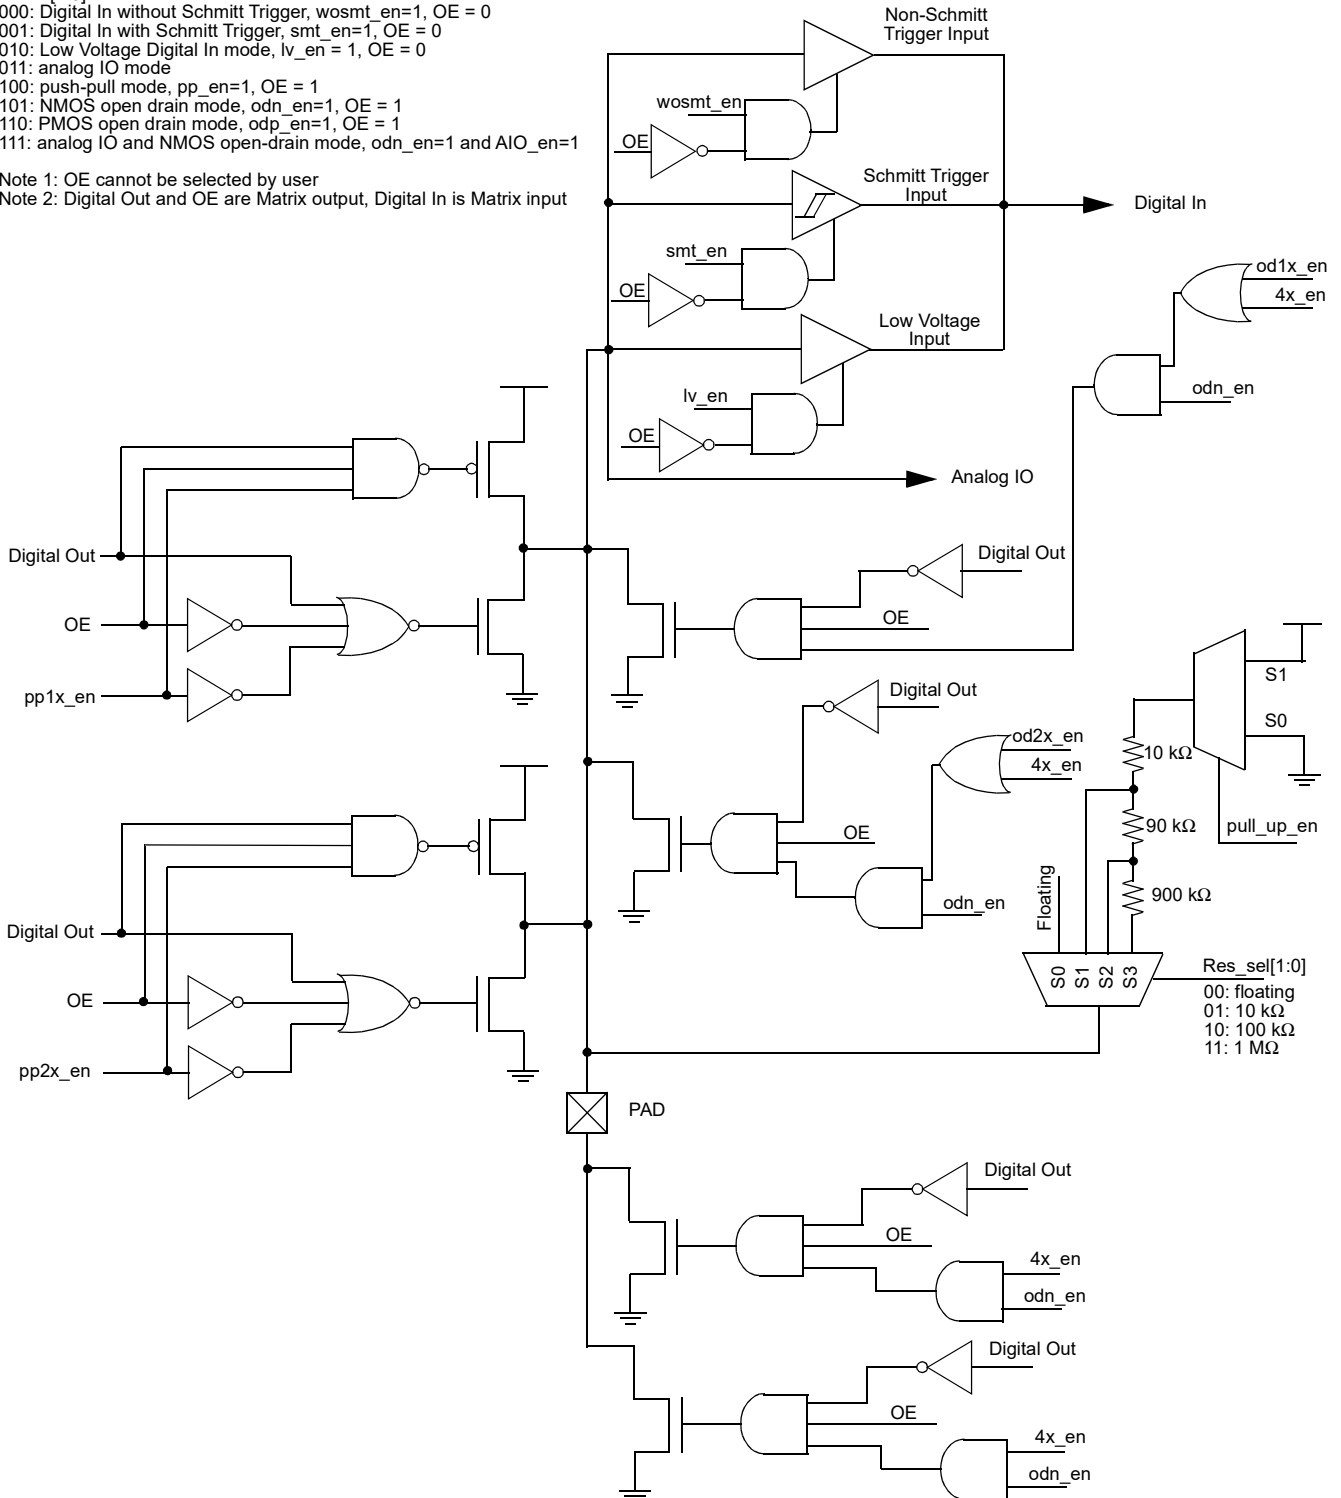 000: Digital In without Schmitt Trigger, wosmt_en=1, OE = 0
001: Digital In with Schmitt Trigger, smt_en=1, OE = 0
010: Low Voltage Digital In mode, lv_en = 1, OE = 0
011: analog IO mode
100: push-pull mode, pp_en=1, OE = 1
101: NMOS open drain mode, odn_en=1, OE = 1
110: PMOS open drain mode, odp_en=1, OE = 1
111: analog IO and NMOS open-drain mode, odn_en=1 and AIO_en=1
Note 1: OE cannot be selected by user
Note 2: Digital Out and OE are Matrix output, Digital In is Matrix input
Non-Schmitt
Trigger Input
wosmt_en
OE
Schmitt Trigger
Input
Digital In
smt_en
OE
od1x_en
4x_en
Low Voltage
Input
odn_en
lv_en
OE
Analog IO
Digital Out
OE
pp1x_en
Digital Out
OE
S1
S0
10 kΩ
90 kΩ
900 kΩ
pull_up_en
Digital Out
od2x_en
4x_en
OE
odn_en
Floating
S0
S1
S2
S3
Res_sel[1:0]
00: floating
01: 10 kΩ
10: 100 kΩ
11: 1 MΩ
Digital Out
OE
pp2x_en
PAD
Digital Out
OE
4x_en
odn_en
Digital Out
OE
4x_en
odn_en